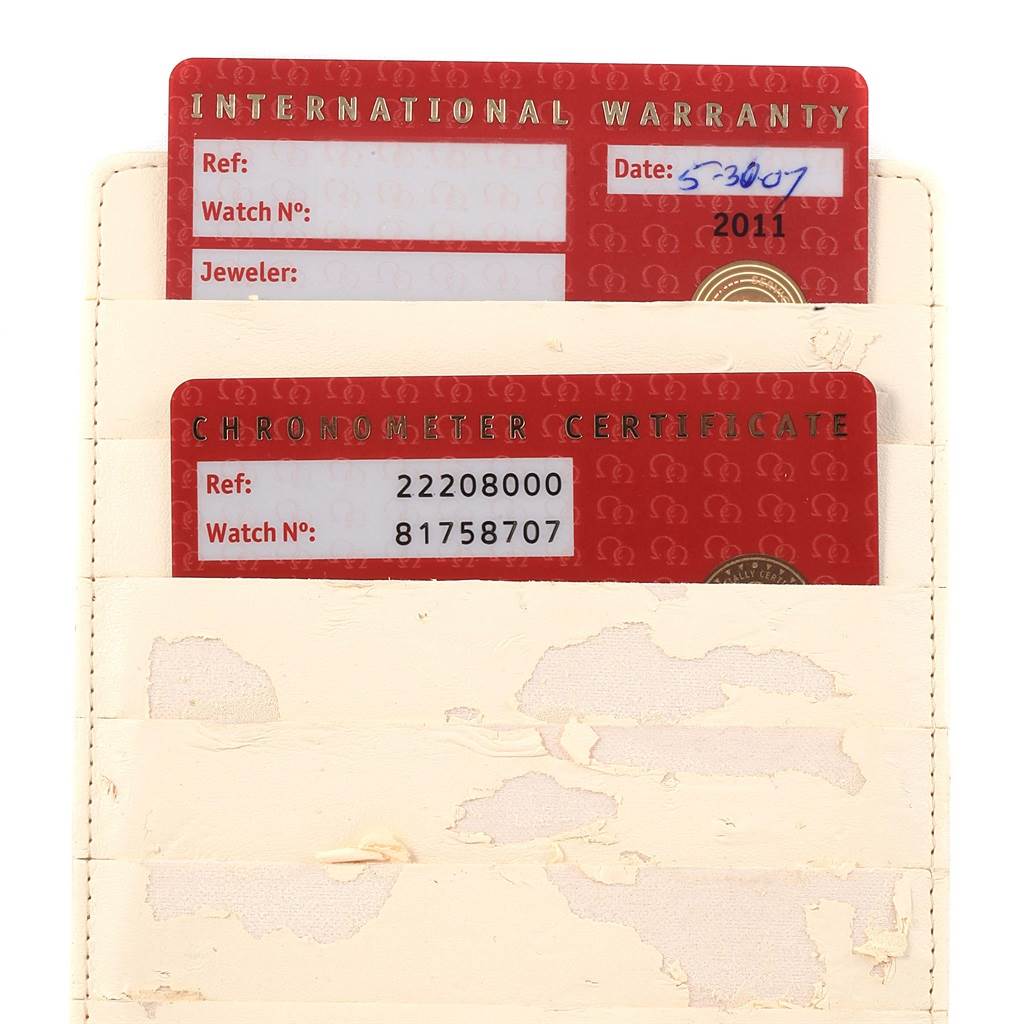 INTERNATIONAL WARRANTY
Ref:
Watch Nº:
Date: 5-30-07
2011
Jeweler:
CHRONOMETER CERTIFICATE
Ref: 22208000
Watch Nº: 81758707